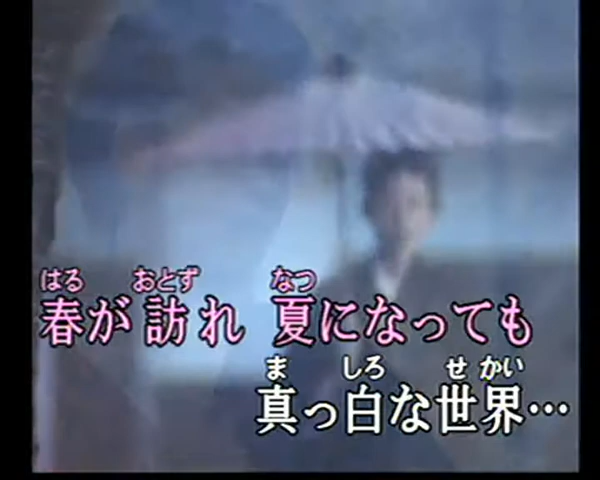 はる おとず なつ
春が訪れ 夏になっても
ま しろ せ かい
真っ白な世界…